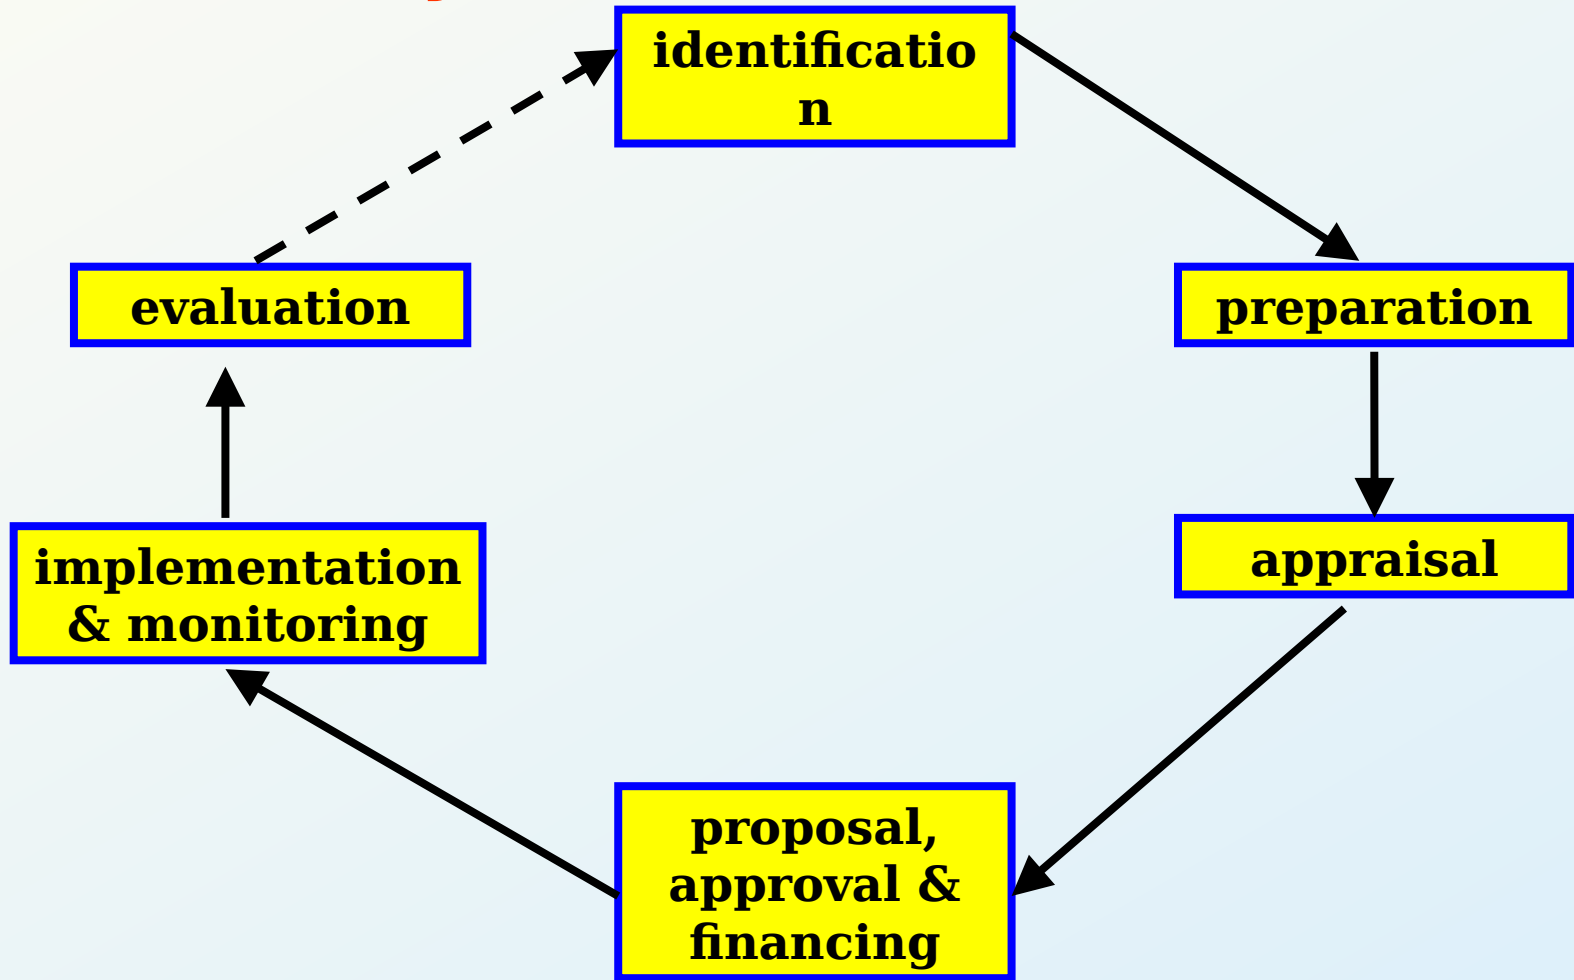 identificatio
n
evaluation
preparation
implementation
& monitoring
appraisal
proposal,
approval &
financing